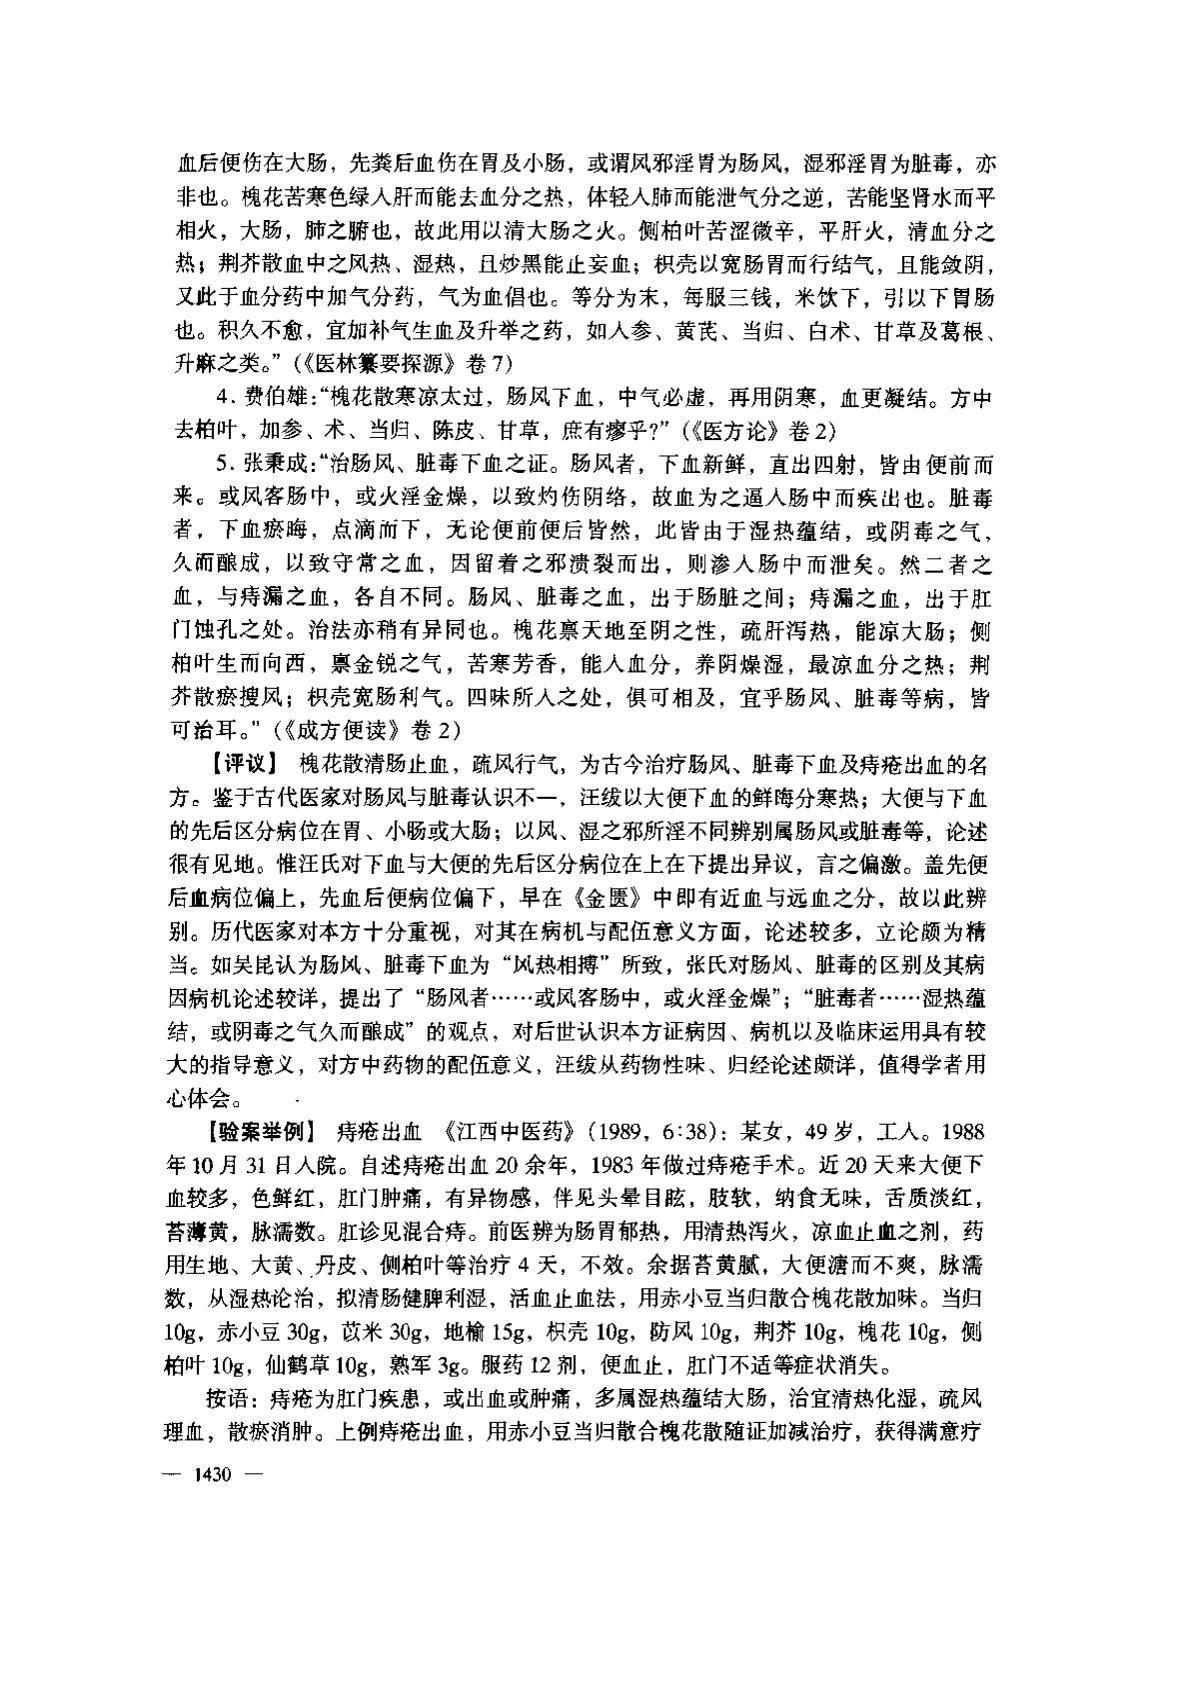 血后便伤在大肠，先粪后血伤在胃及小肠，或谓风邪淫胃为肠风，湿邪淫胃为脏毒，亦
非也。槐花苦寒色绿入肝而能去血分之热，体轻入肺而能泄气分之逆，苦能坚肾水而平
相火，大肠，肺之腑也，故此用以清大肠之火。侧柏叶苦涩微辛，平肝火，清血分之
热；荆芥散血中之风热、湿热，且炒黑能止妄血；枳壳以宽肠胃而行结气，且能敛阴，
又此于血分药中加气分药，气为血倡也。等分为末，每服三钱，米饮下，引以下胃肠
也。积久不愈，宜加补气生血及升举之药，如人参、黄芪、当归、白术、甘草及葛根、
升麻之类。”（《医林纂要探源》卷7）
4. 费伯雄：“槐花散寒凉太过，肠风下血，中气必虚，再用阴寒，血更凝结。方中
去柏叶，加参、术、当归、陈皮、甘草，庶有瘳乎?”（《医方论》卷2）
5. 张秉成：“治肠风、脏毒下血之证。肠风者，下血新鲜，直出四射，皆由便前而
来。或风客肠中，或火淫金燥，以致灼伤阴络，故血为之逼入肠中而疾出也。脏毒
者，下血瘀晦，点滴而下，无论便前便后皆然，此皆由于湿热蕴结，或阴毒之气，
久而酿成，以致守常之血，因留着之邪溃裂而出，则渗入肠中而泄矣。然二者之
血，与痔漏之血，各自不同。肠风、脏毒之血，出于肠脏之间；痔漏之血，出于肛
门蚀孔之处。治法亦稍有异同也。槐花禀天地至阴之性，疏肝泻热，能凉大肠；侧
柏叶生而向西，禀金锐之气，苦寒芳香，能入血分，养阴燥湿，最凉血分之热；荆
芥散瘀搜风；枳壳宽肠利气。四味所入之处，俱可相及，宜乎肠风、脏毒等病，皆
可治耳。”（《成方便读》卷2）
【评议】 槐花散清肠止血，疏风行气，为古今治疗肠风、脏毒下血及痔疮出血的名
方。鉴于古代医家对肠风与脏毒认识不一，汪绂以大便下血的鲜晦分寒热；大便与下血
的先后区分病位在胃、小肠或大肠；以风、湿之邪所淫不同辨别属肠风或脏毒等，论述
很有见地。惟汪氏对下血与大便的先后区分病位在上在下提出异议，言之偏激。盖先便
后血病位偏上，先血后便病位偏下，早在《金匮》中即有近血与远血之分，故以此辨
别。历代医家对本方十分重视，对其在病机与配伍意义方面，论述较多，立论颇为精
当。如吴昆认为肠风、脏毒下血为“风热相搏”所致，张氏对肠风、脏毒的区别及其病
因病机论述较详，提出了“肠风者……或风客肠中，或火淫金燥”；“脏毒者……湿热蕴
结，或阴毒之气久而酿成”的观点，对后世认识本方证病因、病机以及临床运用具有较
大的指导意义，对方中药物的配伍意义，汪绂从药物性味、归经论述颇详，值得学者用
心体会。
【验案举例】 痔疮出血 《江西中医药》（1989，6∶38）：某女，49岁，工人。1988
年10月31日入院。自述痔疮出血20余年，1983年做过痔疮手术。近20天来大便下
血较多，色鲜红，肛门肿痛，有异物感，伴见头晕目眩，肢软，纳食无味，舌质淡红，
苔薄黄，脉濡数。肛诊见混合痔。前医辨为肠胃郁热，用清热泻火，凉血止血之剂，药
用生地、大黄、丹皮、侧柏叶等治疗4天，不效。余据苔黄腻，大便溏而不爽，脉濡
数，从湿热论治，拟清肠健脾利湿，活血止血法，用赤小豆当归散合槐花散加味。当归
10g，赤小豆30g，苡米30g，地榆15g，枳壳10g，防风10g，荆芥10g，槐花10g，侧
柏叶10g，仙鹤草10g，熟军3g。服药12剂，便血止，肛门不适等症状消失。
按语：痔疮为肛门疾患，或出血或肿痛，多属湿热蕴结大肠，治宜清热化湿，疏风
理血，散瘀消肿。上例痔疮出血，用赤小豆当归散合槐花散随证加减治疗，获得满意疗
— 1430 —